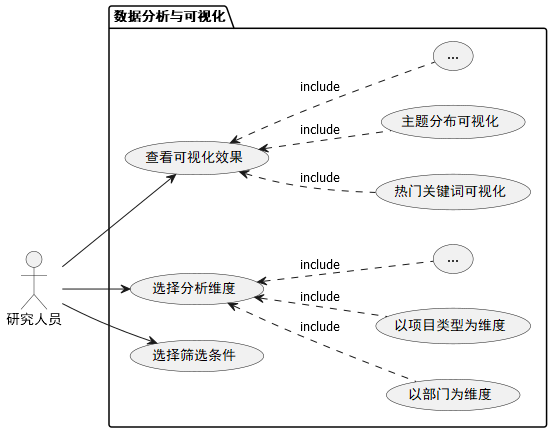 数据分析与可视化
...
include
主题分布可视化
include
查看可视化效果
include
热门关键词可视化
...
include
选择分析维度
include
以项目类型为维度
研究人员
include
选择筛选条件
以部门为维度